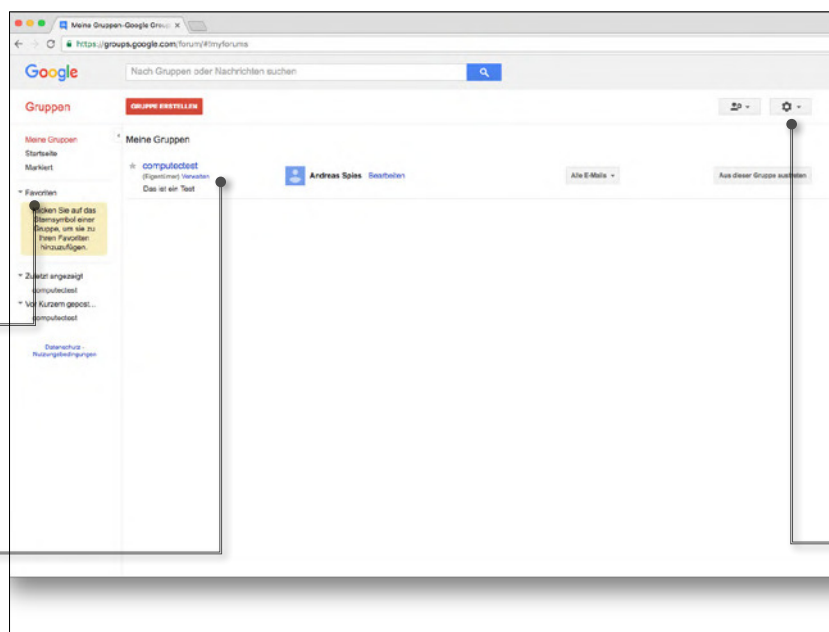 Meine Gruppen-Google Group
https://groups.google.com/forum/#!myforums
Google
Nach Gruppen oder Nachrichten suchen
Gruppen
GRUPPE ERSTELLEN
Meine Gruppen
Startseite
Markiert
Favoriten
Klicken Sie auf das
Sternsymbol einer
Gruppe, um sie zu
Ihren Favoriten
hinzuzufügen.
Zuletzt angezeigt
computectest
Vor Kurzem gepost...
computectest
Datenschutz -
Nutzungsbedingungen
Meine Gruppen
computectest
(Eigentümer) Verwalten
Das ist ein Test
Andreas Spies Bearbeiten
Alle E-Mails
Aus dieser Gruppe austreten